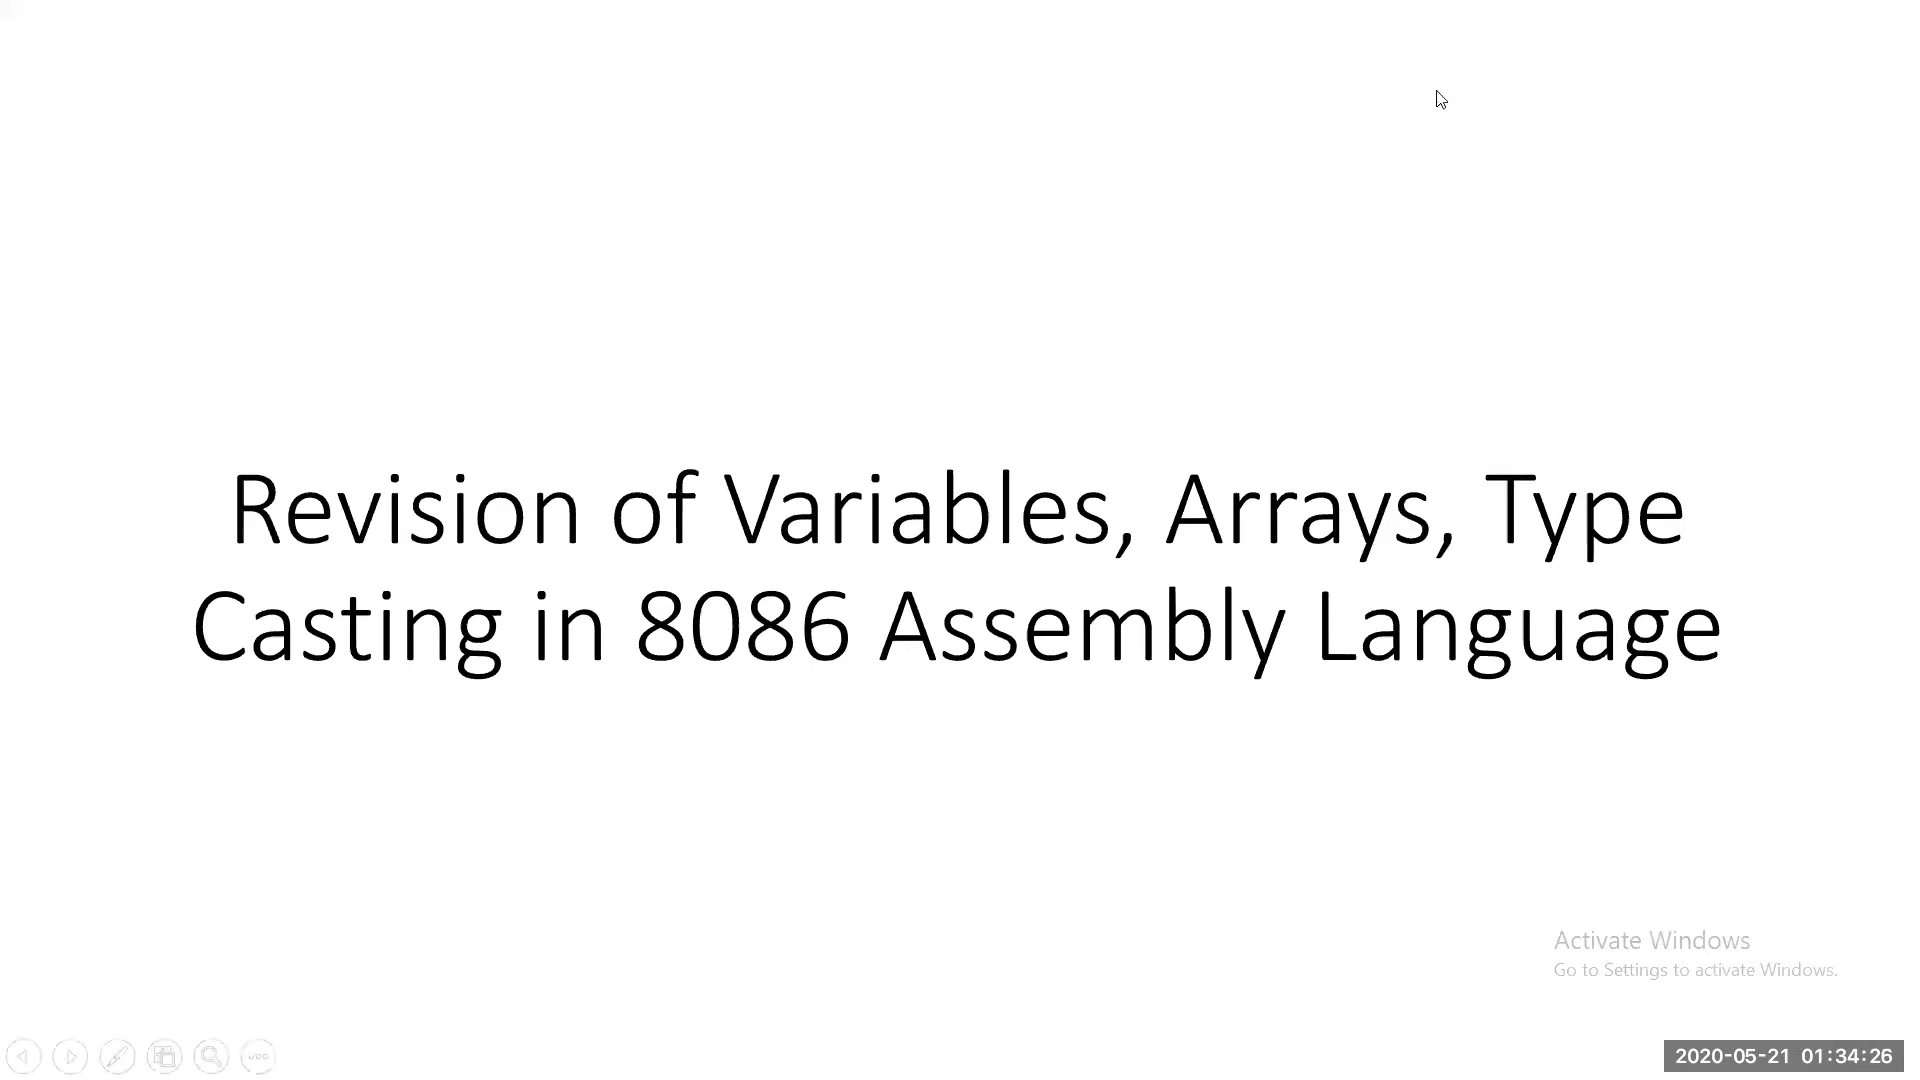 Revision of Variables, Arrays, Type
Casting in 8086 Assembly Language
Activate Windows
Go to Settings to activate Windows.
2020-05-21 01:34:26